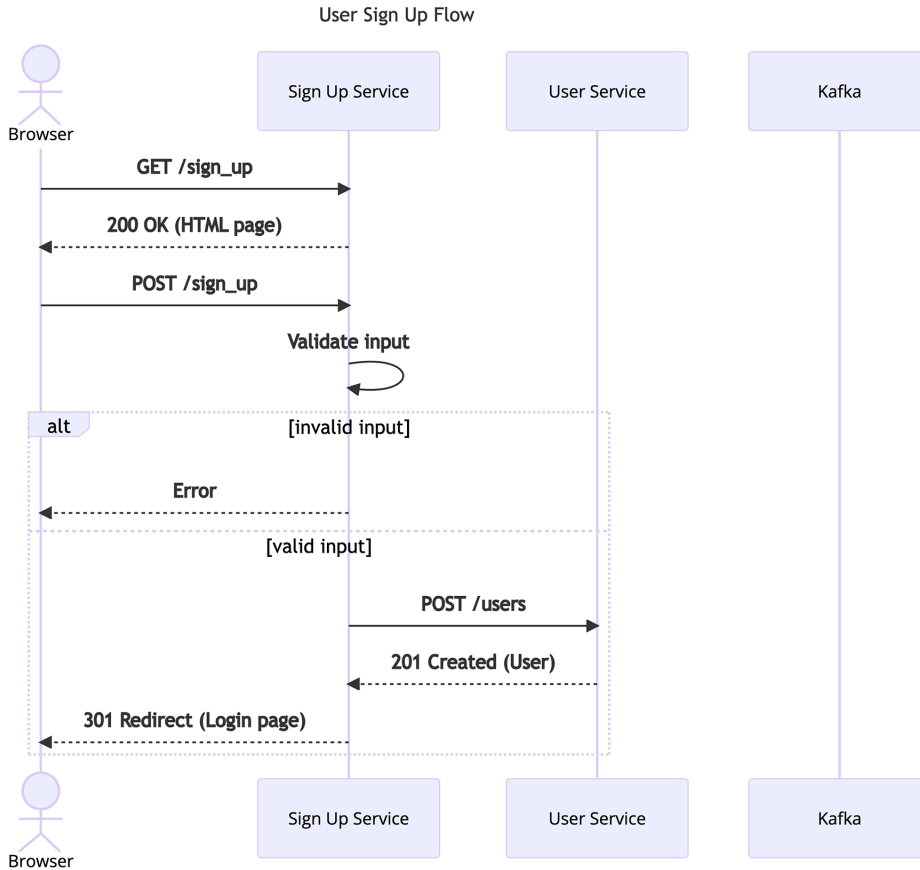 User Sign Up Flow
Browser
Sign Up Service
User Service
Kafka
GET /sign_up
200 OK (HTML page)
POST /sign_up
Validate input
alt
[invalid input]
Error
[valid input]
POST /users
201 Created (User)
301 Redirect (Login page)
Browser
Sign Up Service
User Service
Kafka